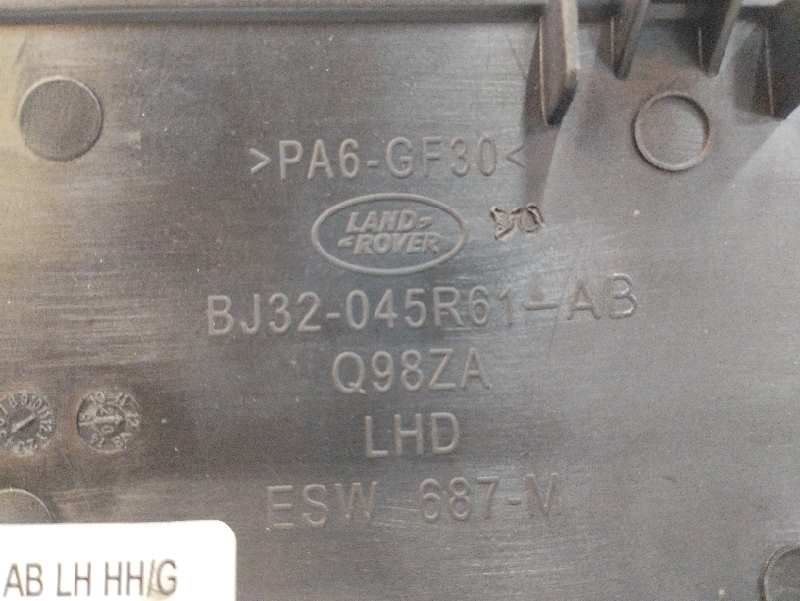 >PA6-GF30<
LAND
ROVER
BJ32-045R61-AB
Q98ZA
LHD
ESW 687-M
AB LH HH/G